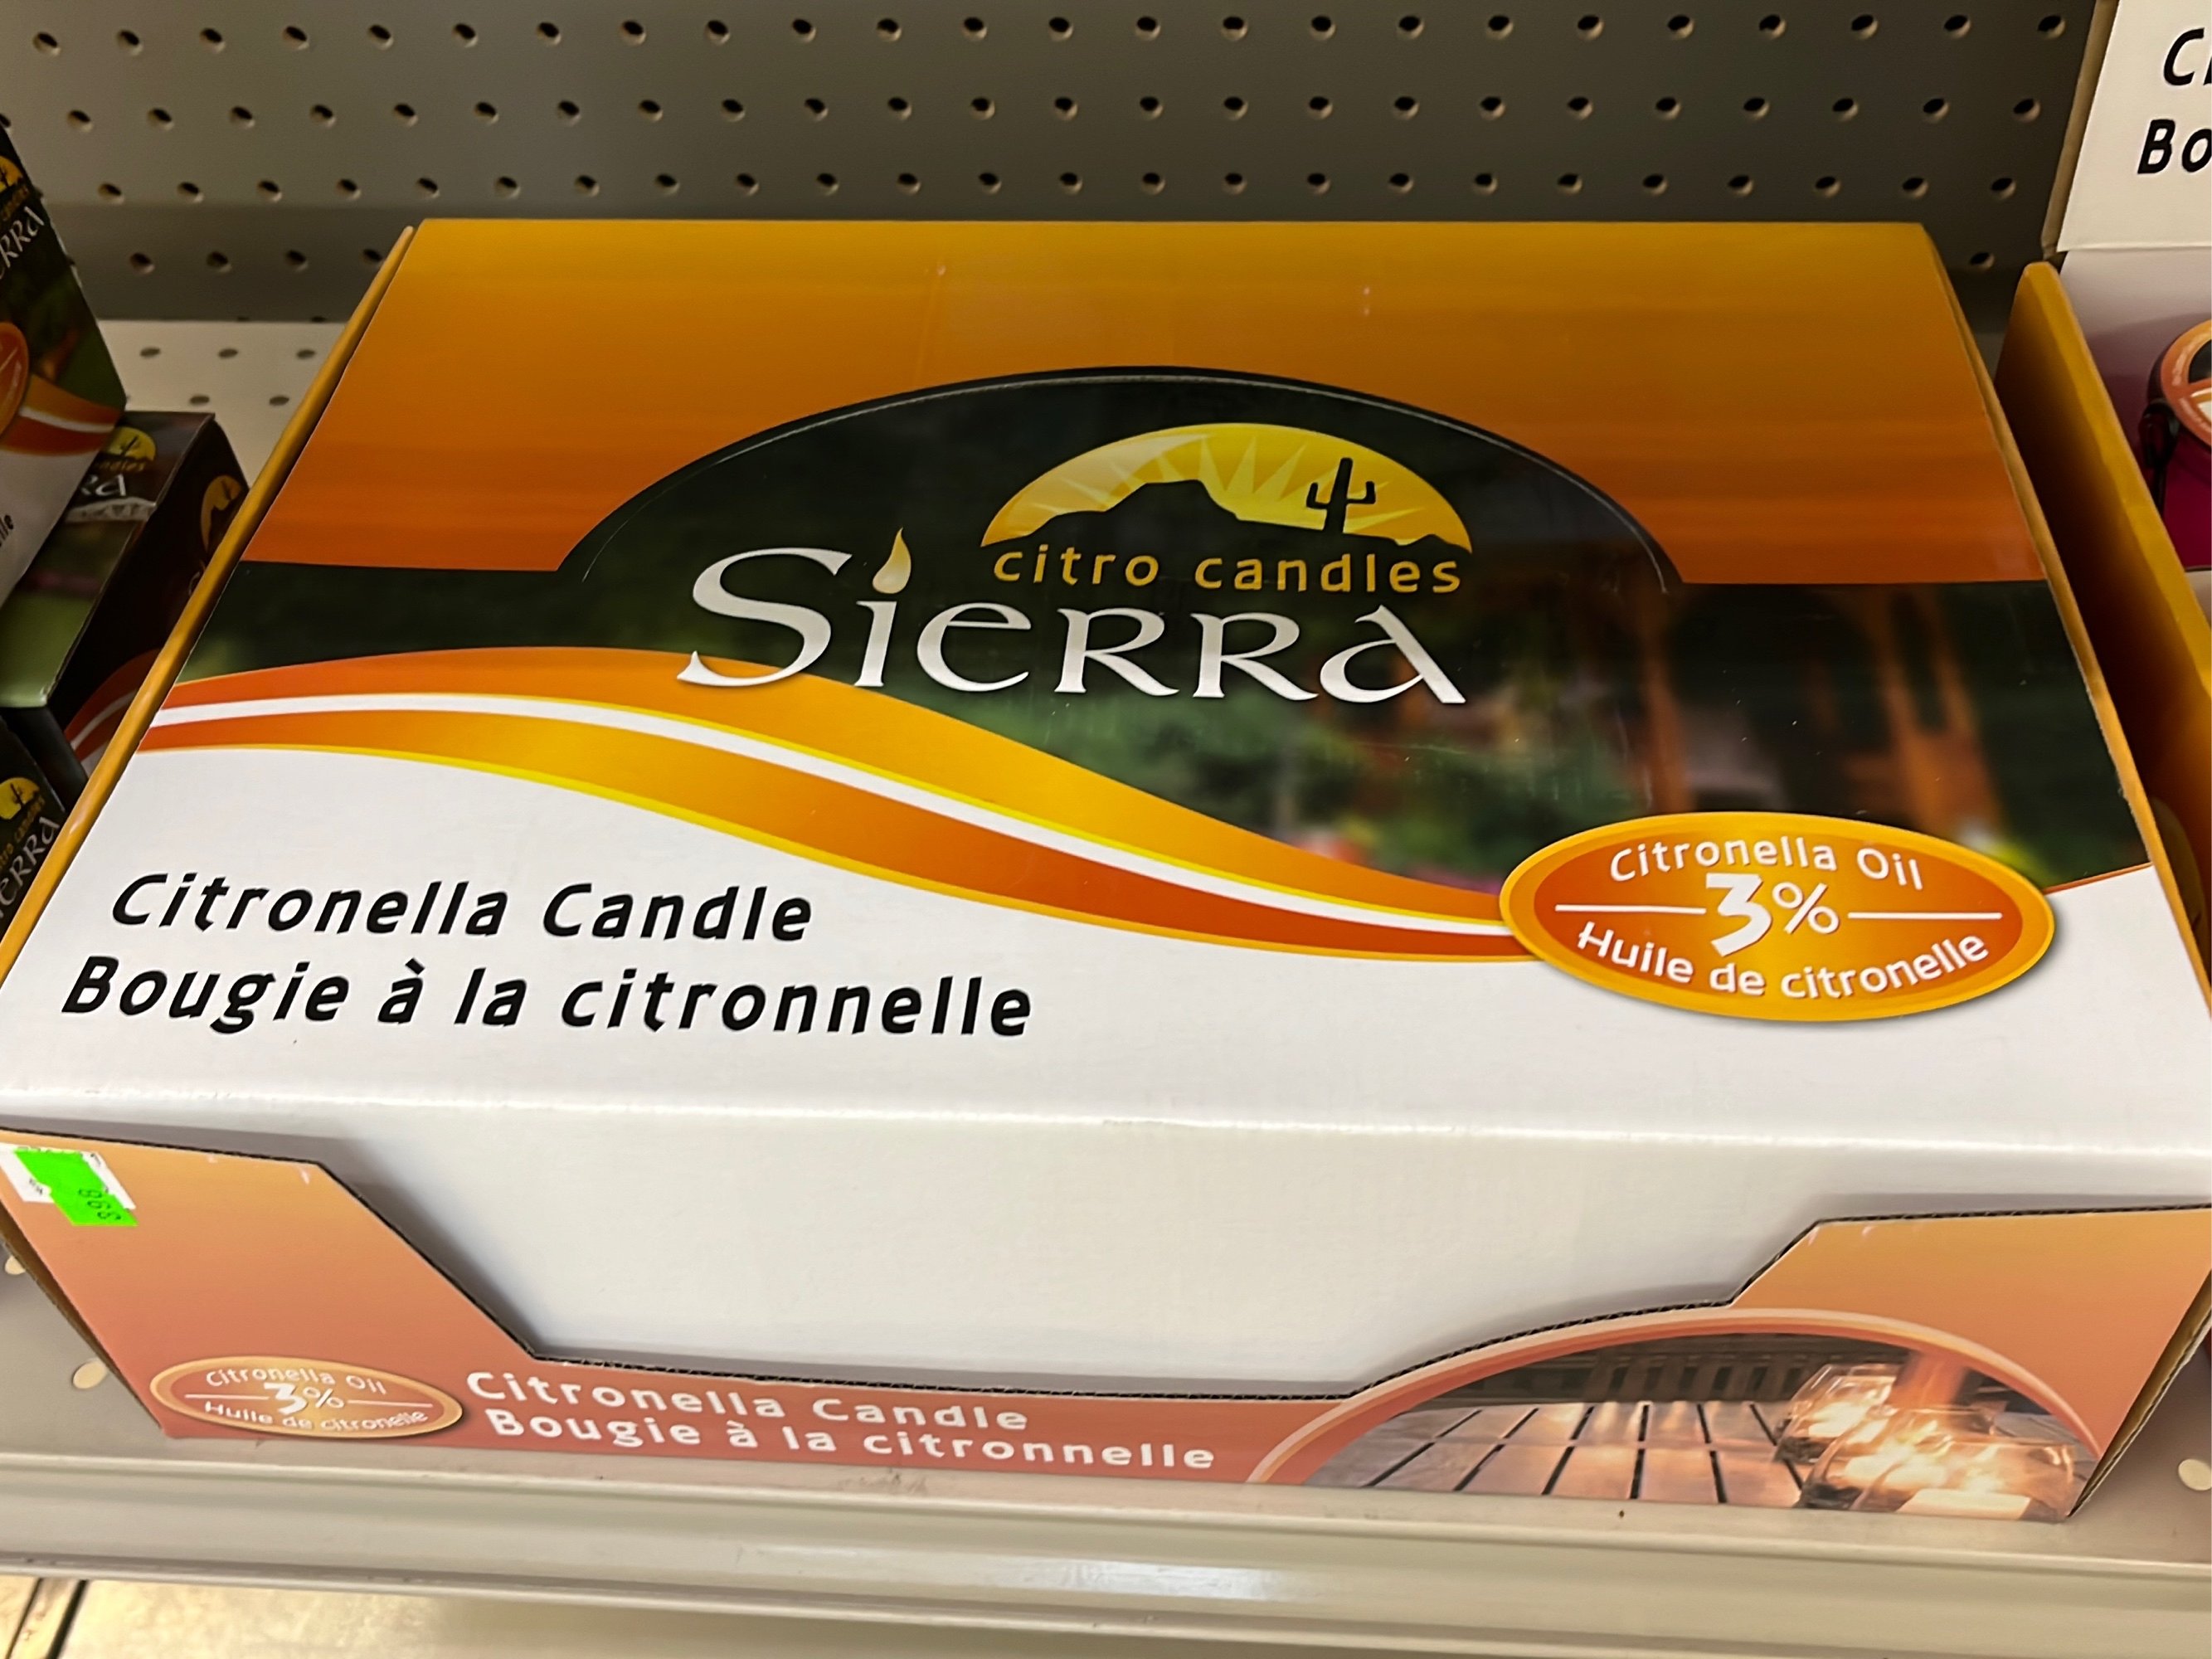 citro candles
Sierra
Citronella Candle
Bougie à la citronnelle
Citronella Oil
3%
Huile de citronelle
Citronella Oil
3%
Huile de citronelle
Citronella Candle
Bougie à la citronnelle